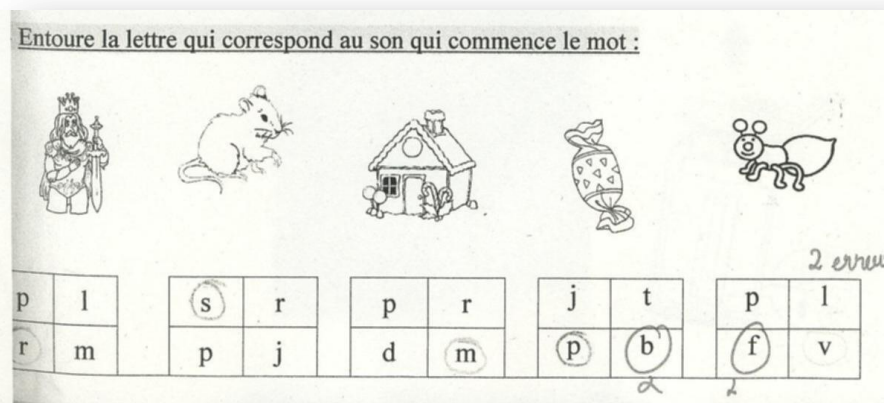 Entoure la lettre qui correspond au son qui commence le mot :
2 erreu
p l s r p r j t p l
r m p j d m p b f v
2 2